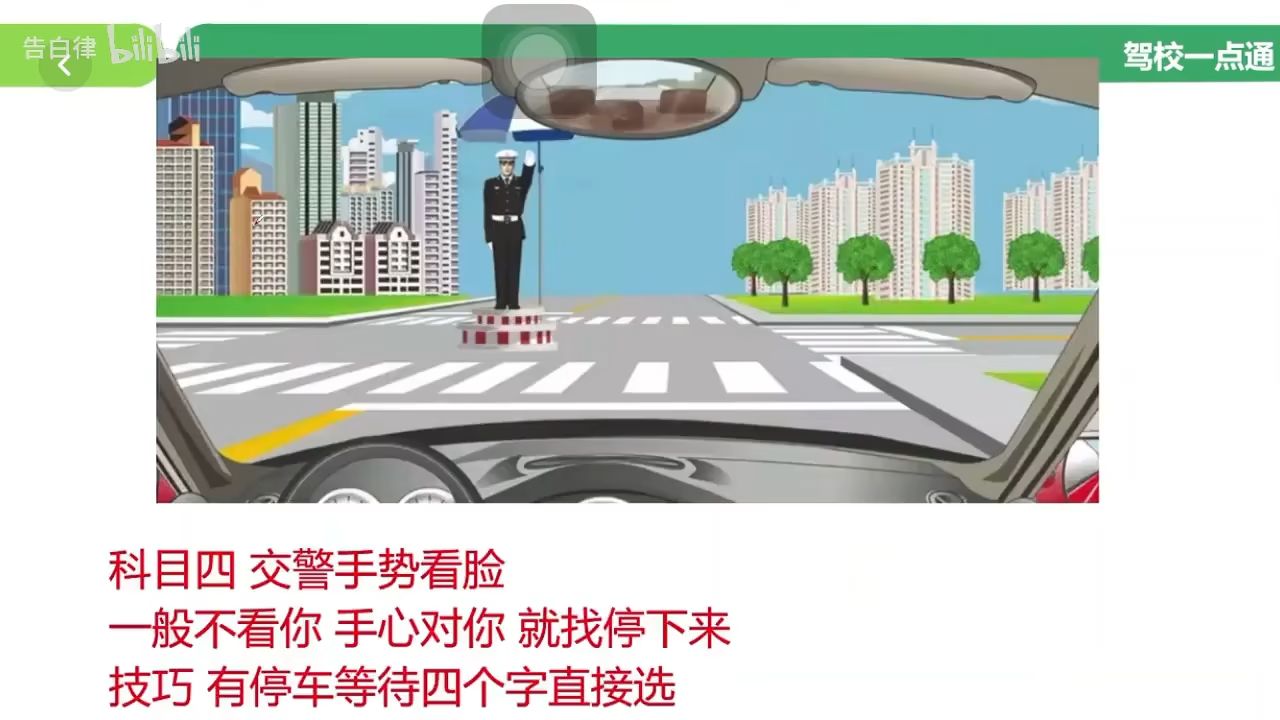 告白律 bilibili
驾校一点通
科目四 交警手势看脸
一般不看你 手心对你 就找停下来
技巧 有停车等待四个字直接选